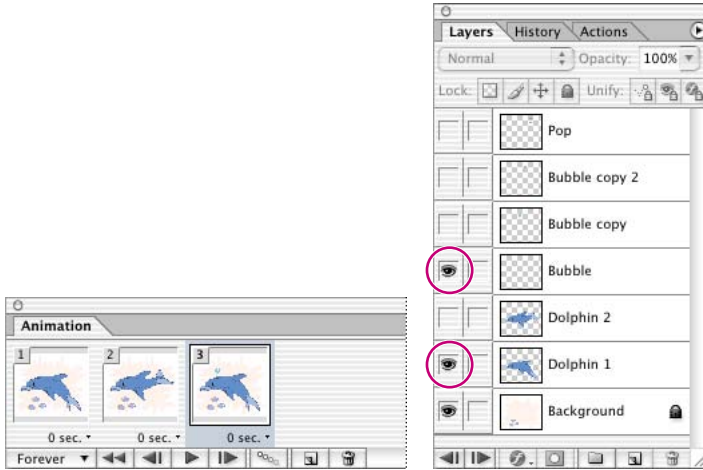 Animation
1 2 3
0 sec. 0 sec. 0 sec.
Forever
Layers History Actions
Normal Opacity: 100%
Lock: Unify:
Pop
Bubble copy 2
Bubble copy
Bubble
Dolphin 2
Dolphin 1
Background